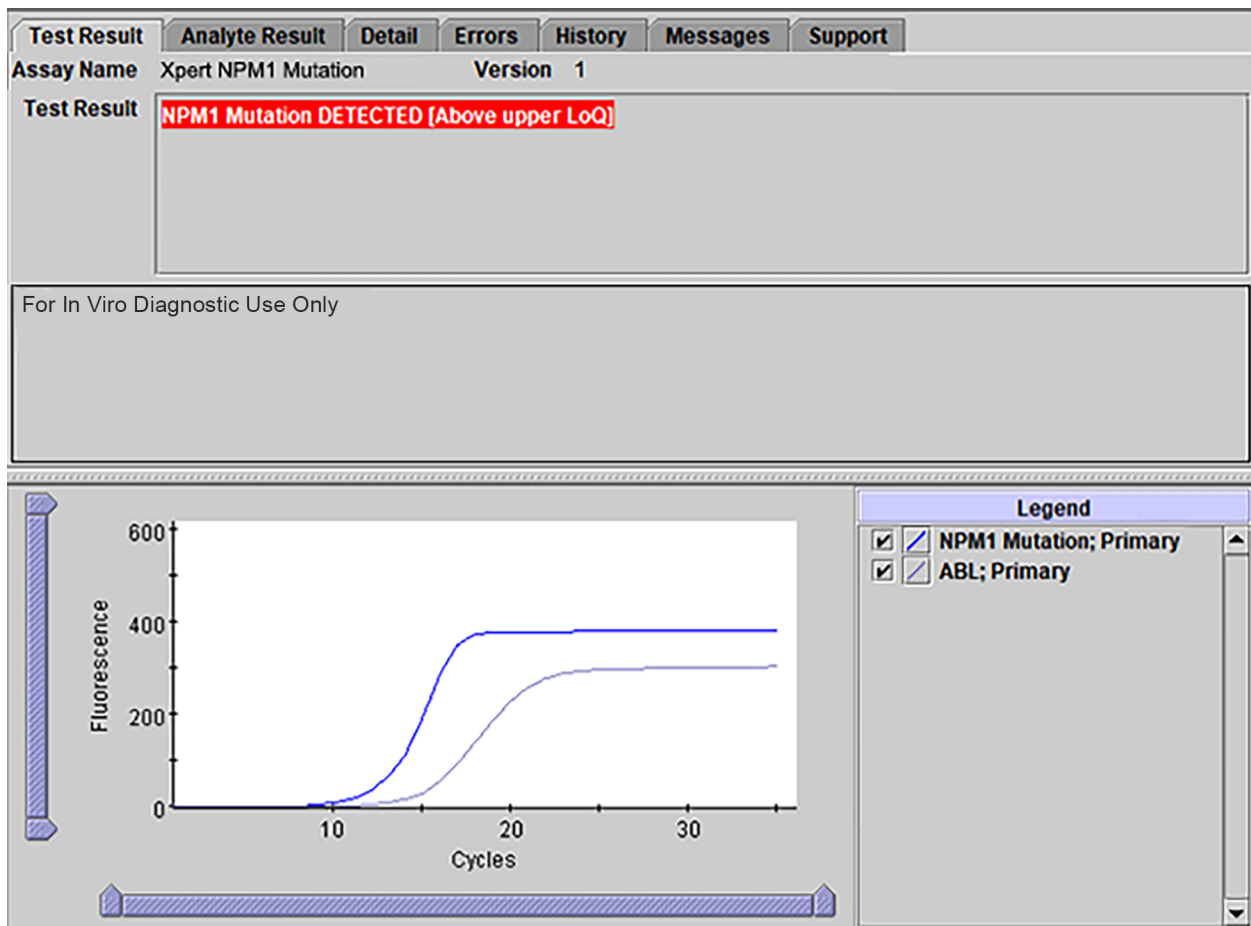 Test Result Analyte Result Detail Errors History Messages Support
Assay Name Xpert NPM1 Mutation Version 1
Test Result NPM1 Mutation DETECTED [Above upper LoQ]
For In Viro Diagnostic Use Only
Legend
NPM1 Mutation; Primary
ABL; Primary
600
400
200
0
Fluorescence
10 20 30
Cycles